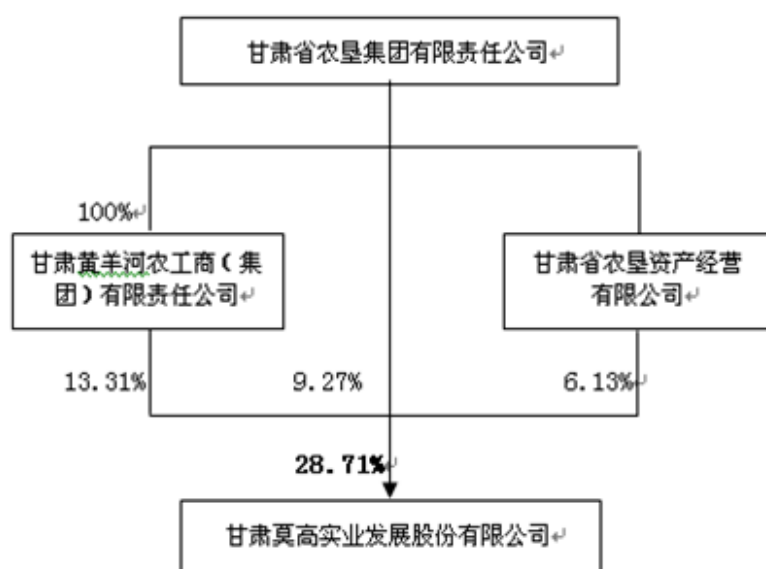 甘肃省农垦集团有限责任公司
100%
甘肃黄羊河农工商（集
团）有限责任公司
甘肃省农垦资产经营
有限公司
13.31%
9.27%
6.13%
28.71%
甘肃莫高实业发展股份有限公司